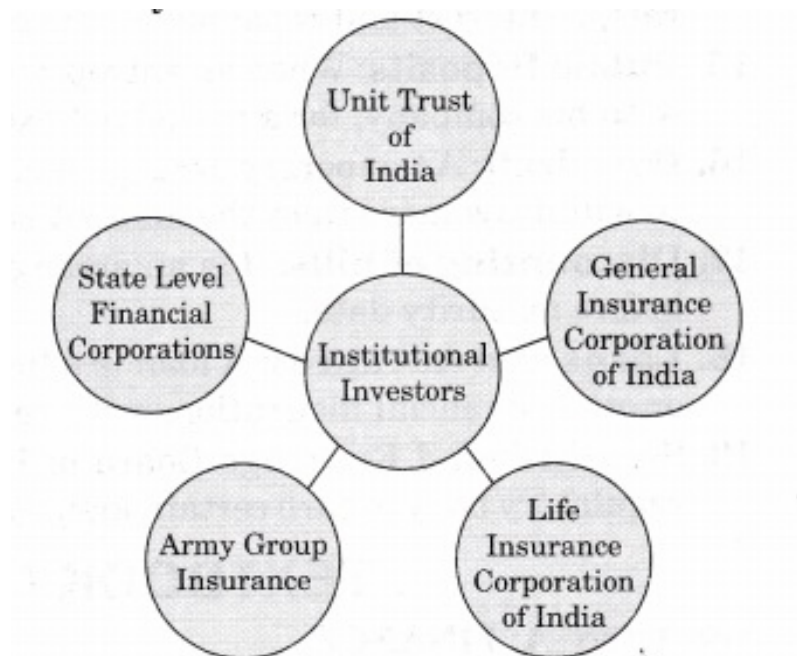 Unit Trust
of
India
State Level
Financial
Corporations
General
Insurance
Corporation
of India
Institutional
Investors
Army Group
Insurance
Life
Insurance
Corporation
of India